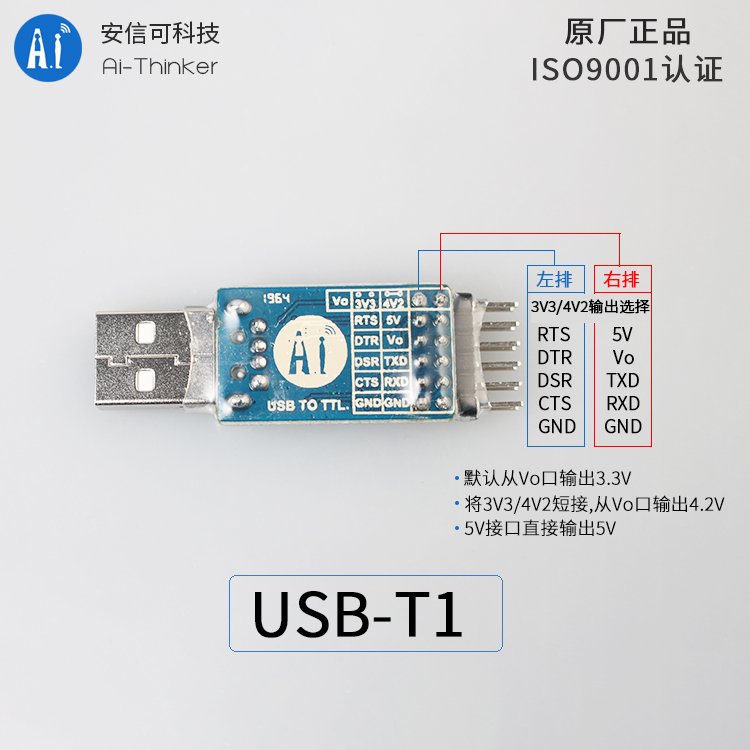 Ai
安信可科技
Ai-Thinker
原厂正品
ISO9001认证
左排
右排
3V3/4V2输出选择
RTS 5V
DTR Vo
DSR TXD
CTS RXD
GND GND
1964
Vo 3V3 4V2
RTS 5V
DTR Vo
DSR TXD
CTS RXD
GND GND
Ai
USB TO TTL.
·默认从Vo口输出3.3V
·将3V3/4V2短接,从Vo口输出4.2V
·5V接口直接输出5V
USB-T1